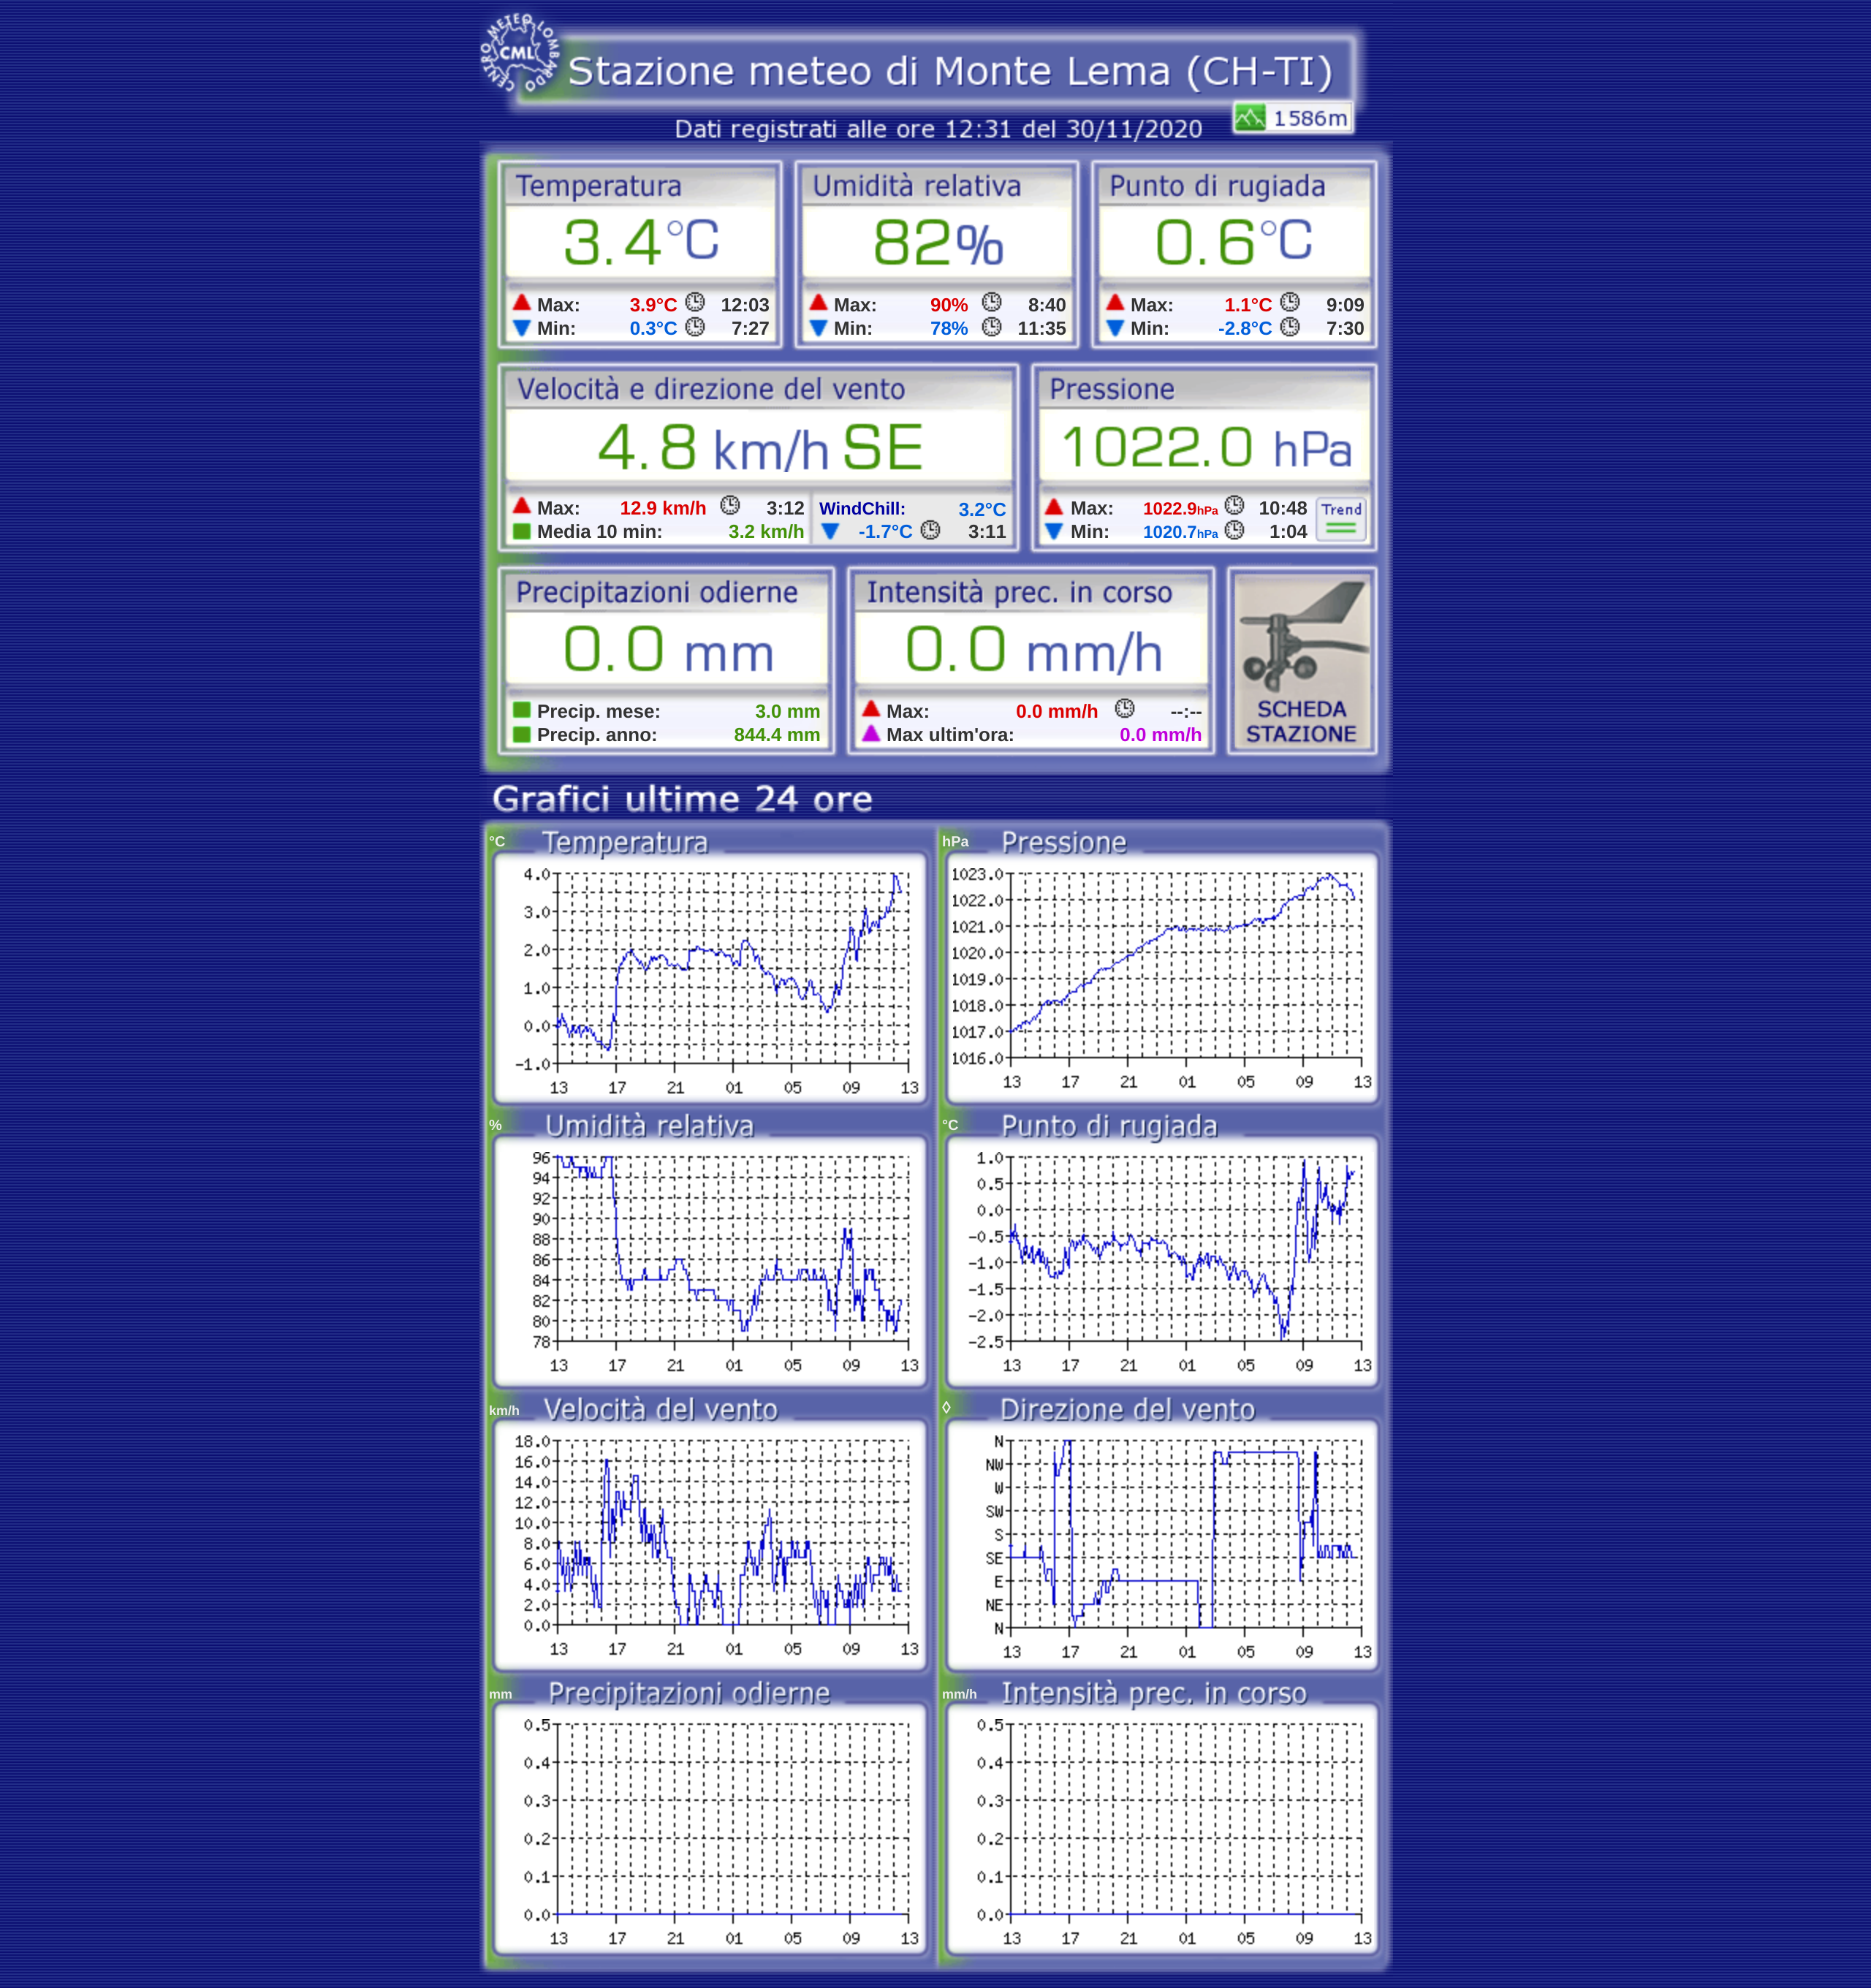 CENTRO METEO LOMBARDO
CML
Stazione meteo di Monte Lema (CH-TI)
1586m
Dati registrati alle ore 12:31 del 30/11/2020
Temperatura Umidità relativa Punto di rugiada
3.4°C 82% 0.6°C
Max: 3.9°C 12:03 Max: 90% 8:40 Max: 1.1°C 9:09
Min: 0.3°C 7:27 Min: 78% 11:35 Min: -2.8°C 7:30
Velocità e direzione del vento Pressione
4.8 km/h SE 1022.0 hPa
Max: 12.9 km/h 3:12 WindChill: 3.2°C Max: 1022.9hPa 10:48 Trend
Media 10 min: 3.2 km/h -1.7°C 3:11 Min: 1020.7hPa 1:04
Precipitazioni odierne Intensità prec. in corso
0.0 mm 0.0 mm/h
Precip. mese: 3.0 mm Max: 0.0 mm/h --:-- SCHEDA
Precip. anno: 844.4 mm Max ultim'ora: 0.0 mm/h STAZIONE
Grafici ultime 24 ore
°C Temperatura
4.0
3.0
2.0
1.0
0.0
-1.0
13 17 21 01 05 09 13
hPa Pressione
1023.0
1022.0
1021.0
1020.0
1019.0
1018.0
1017.0
1016.0
13 17 21 01 05 09 13
% Umidità relativa
96
94
92
90
88
86
84
82
80
78
13 17 21 01 05 09 13
°C Punto di rugiada
1.0
0.5
0.0
-0.5
-1.0
-1.5
-2.0
-2.5
13 17 21 01 05 09 13
km/h Velocità del vento
18.0
16.0
14.0
12.0
10.0
8.0
6.0
4.0
2.0
0.0
13 17 21 01 05 09 13
◊ Direzione del vento
N
NW
W
SW
S
SE
E
NE
N
13 17 21 01 05 09 13
mm Precipitazioni odierne
0.5
0.4
0.3
0.2
0.1
0.0
13 17 21 01 05 09 13
mm/h Intensità prec. in corso
0.5
0.4
0.3
0.2
0.1
0.0
13 17 21 01 05 09 13